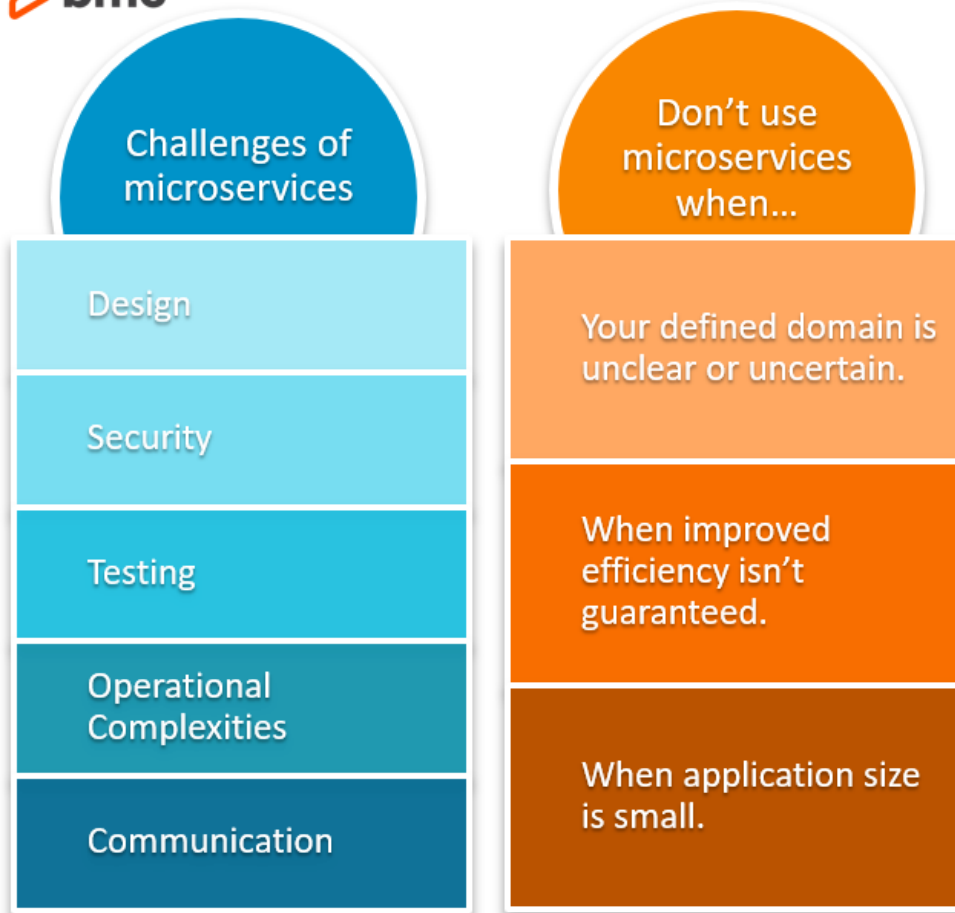 Challenges of
microservices
Design
Security
Testing
Operational
Complexities
Communication
Don’t use
microservices
when…
Your defined domain is
unclear or uncertain.
When improved
efficiency isn’t
guaranteed.
When application size
is small.